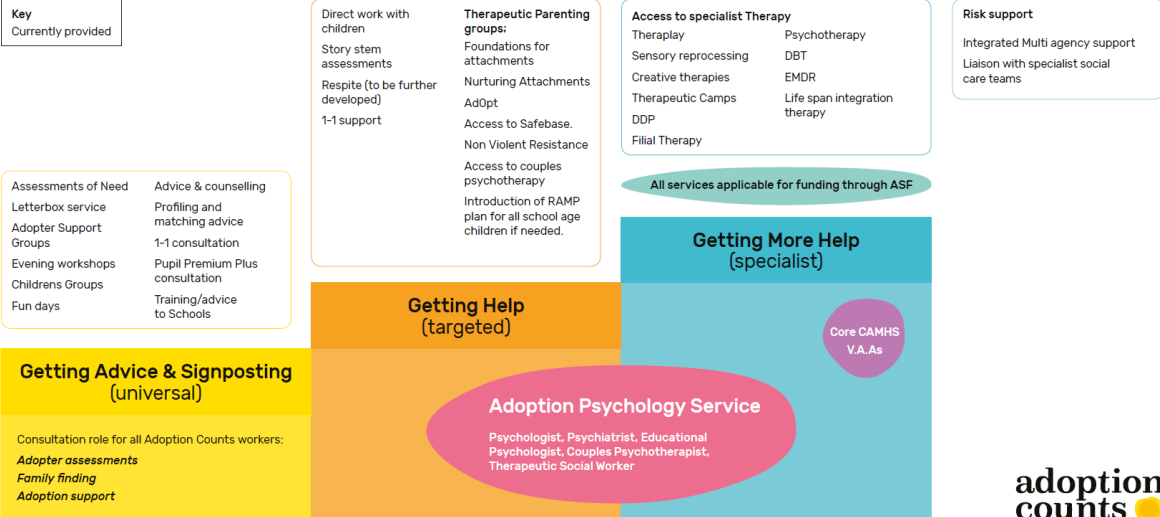 Key
Currently provided
Direct work with
children
Story stem
assessments
Respite (to be further
developed)
1-1 support
Therapeutic Parenting
groups;
Foundations for
attachments
Nurturing Attachments
AdOpt
Access to Safebase.
Non Violent Resistance
Access to couples
psychotherapy
Introduction of RAMP
plan for all school age
children if needed.
Access to specialist Therapy
Theraplay
Sensory reprocessing
Creative therapies
Therapeutic Camps
DDP
Filial Therapy
Psychotherapy
DBT
EMDR
Life span integration
therapy
Risk support
Integrated Multi agency support
Liaison with specialist social
care teams
Assessments of Need
Letterbox service
Adopter Support
Groups
Evening workshops
Childrens Groups
Fun days
Advice & counselling
Profiling and
matching advice
1-1 consultation
Pupil Premium Plus
consultation
Training/advice
to Schools
All services applicable for funding through ASF
Getting More Help
(specialist)
Getting Help
(targeted)
Core CAMHS
V.A.As
Getting Advice & Signposting
(universal)
Adoption Psychology Service
Psychologist, Psychiatrist, Educational
Psychologist, Couples Psychotherapist,
Therapeutic Social Worker
Consultation role for all Adoption Counts workers:
Adopter assessments
Family finding
Adoption support
adoption
counts